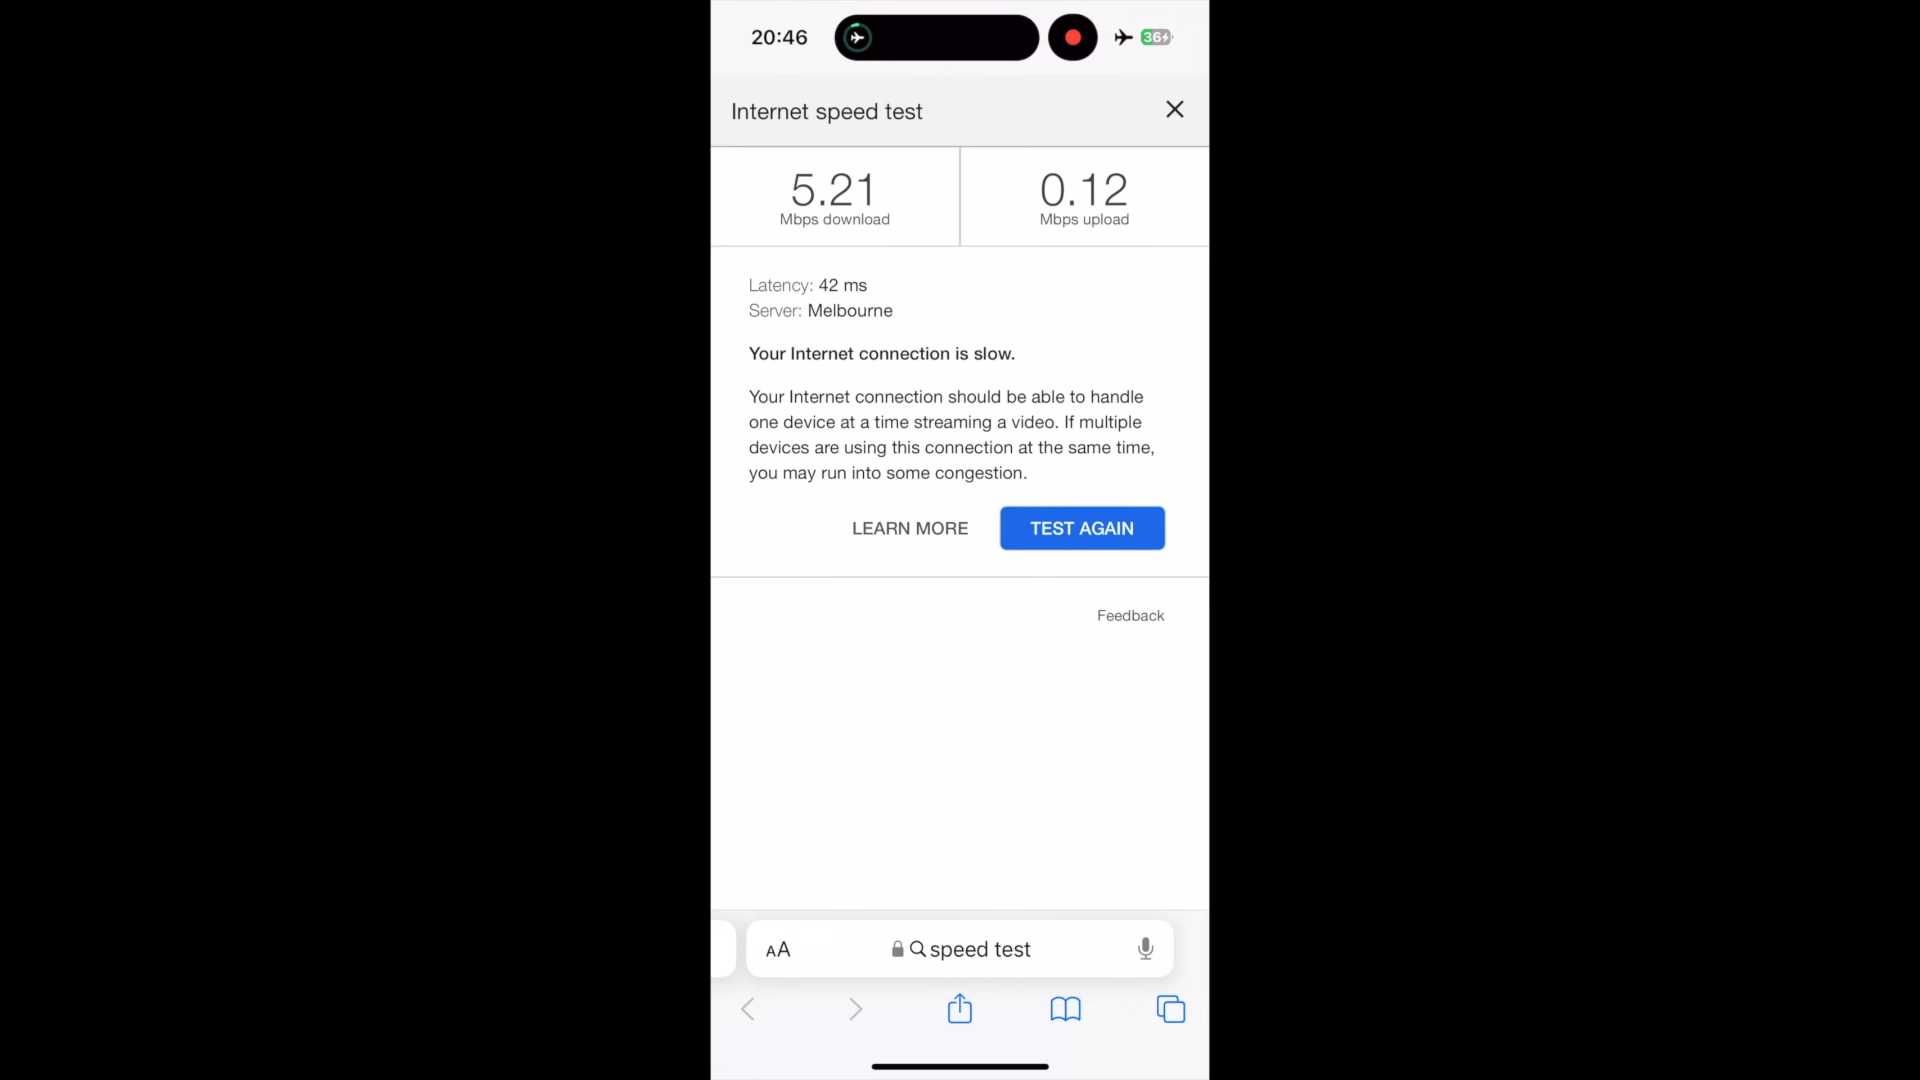 20:46
36
Internet speed test
5.21
Mbps download
0.12
Mbps upload
Latency: 42 ms
Server: Melbourne
Your Internet connection is slow.
Your Internet connection should be able to handle
one device at a time streaming a video. If multiple
devices are using this connection at the same time,
you may run into some congestion.
LEARN MORE
TEST AGAIN
Feedback
AA
speed test